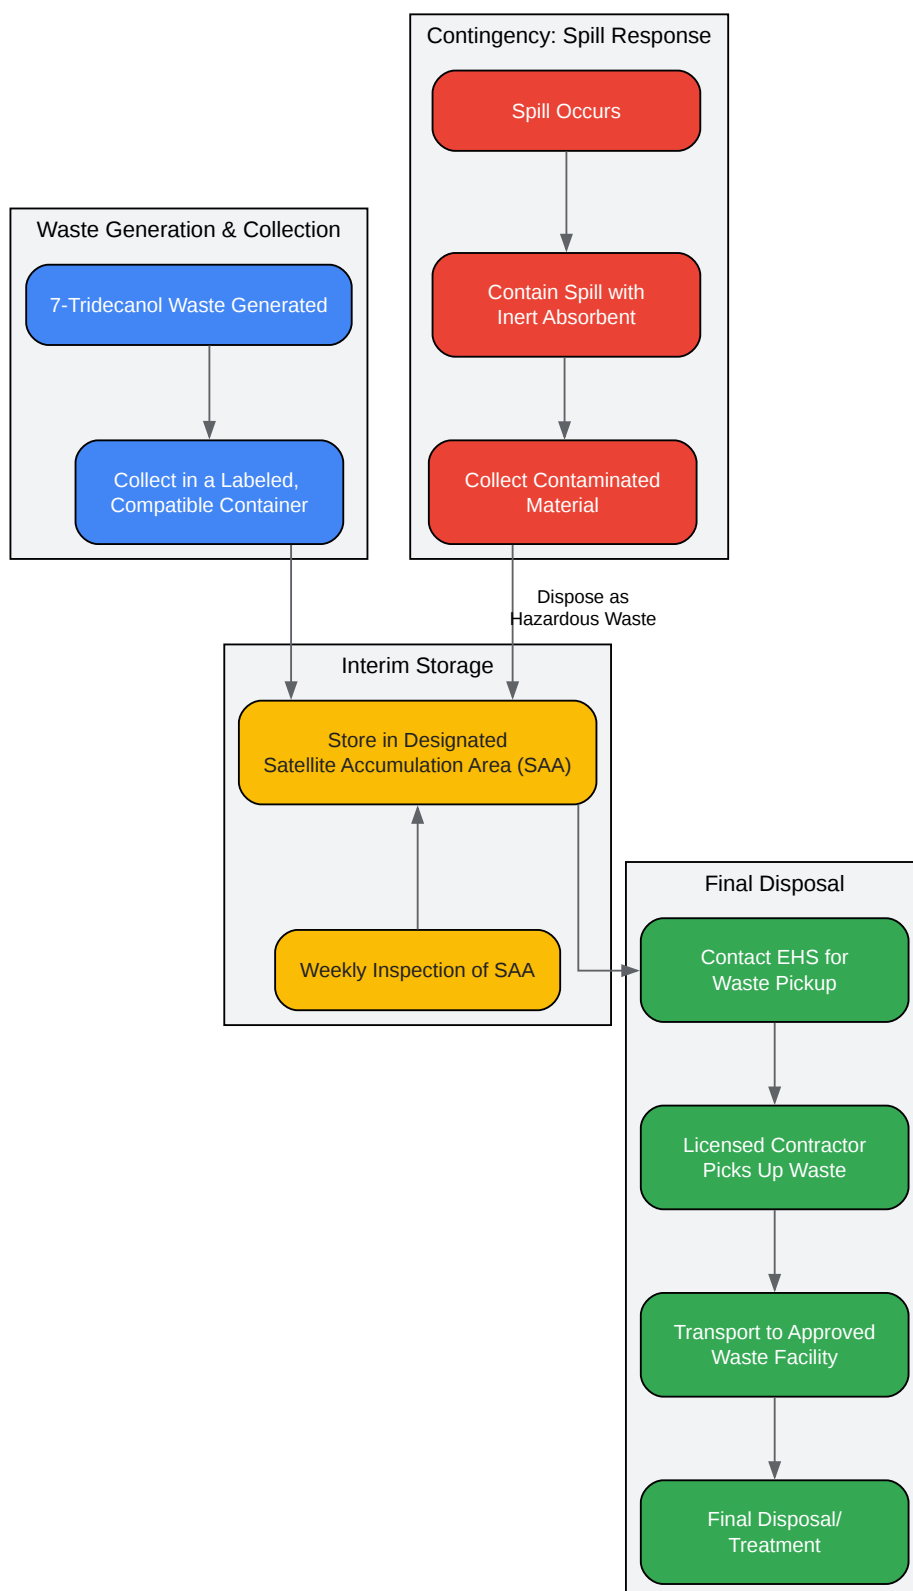 Contingency: Spill Response
Spill Occurs
Contain Spill with
Inert Absorbent
Collect Contaminated
Material
Waste Generation & Collection
7-Tridecanol Waste Generated
Collect in a Labeled,
Compatible Container
Dispose as
Hazardous Waste
Interim Storage
Store in Designated
Satellite Accumulation Area (SAA)
Weekly Inspection of SAA
Final Disposal
Contact EHS for
Waste Pickup
Licensed Contractor
Picks Up Waste
Transport to Approved
Waste Facility
Final Disposal/
Treatment